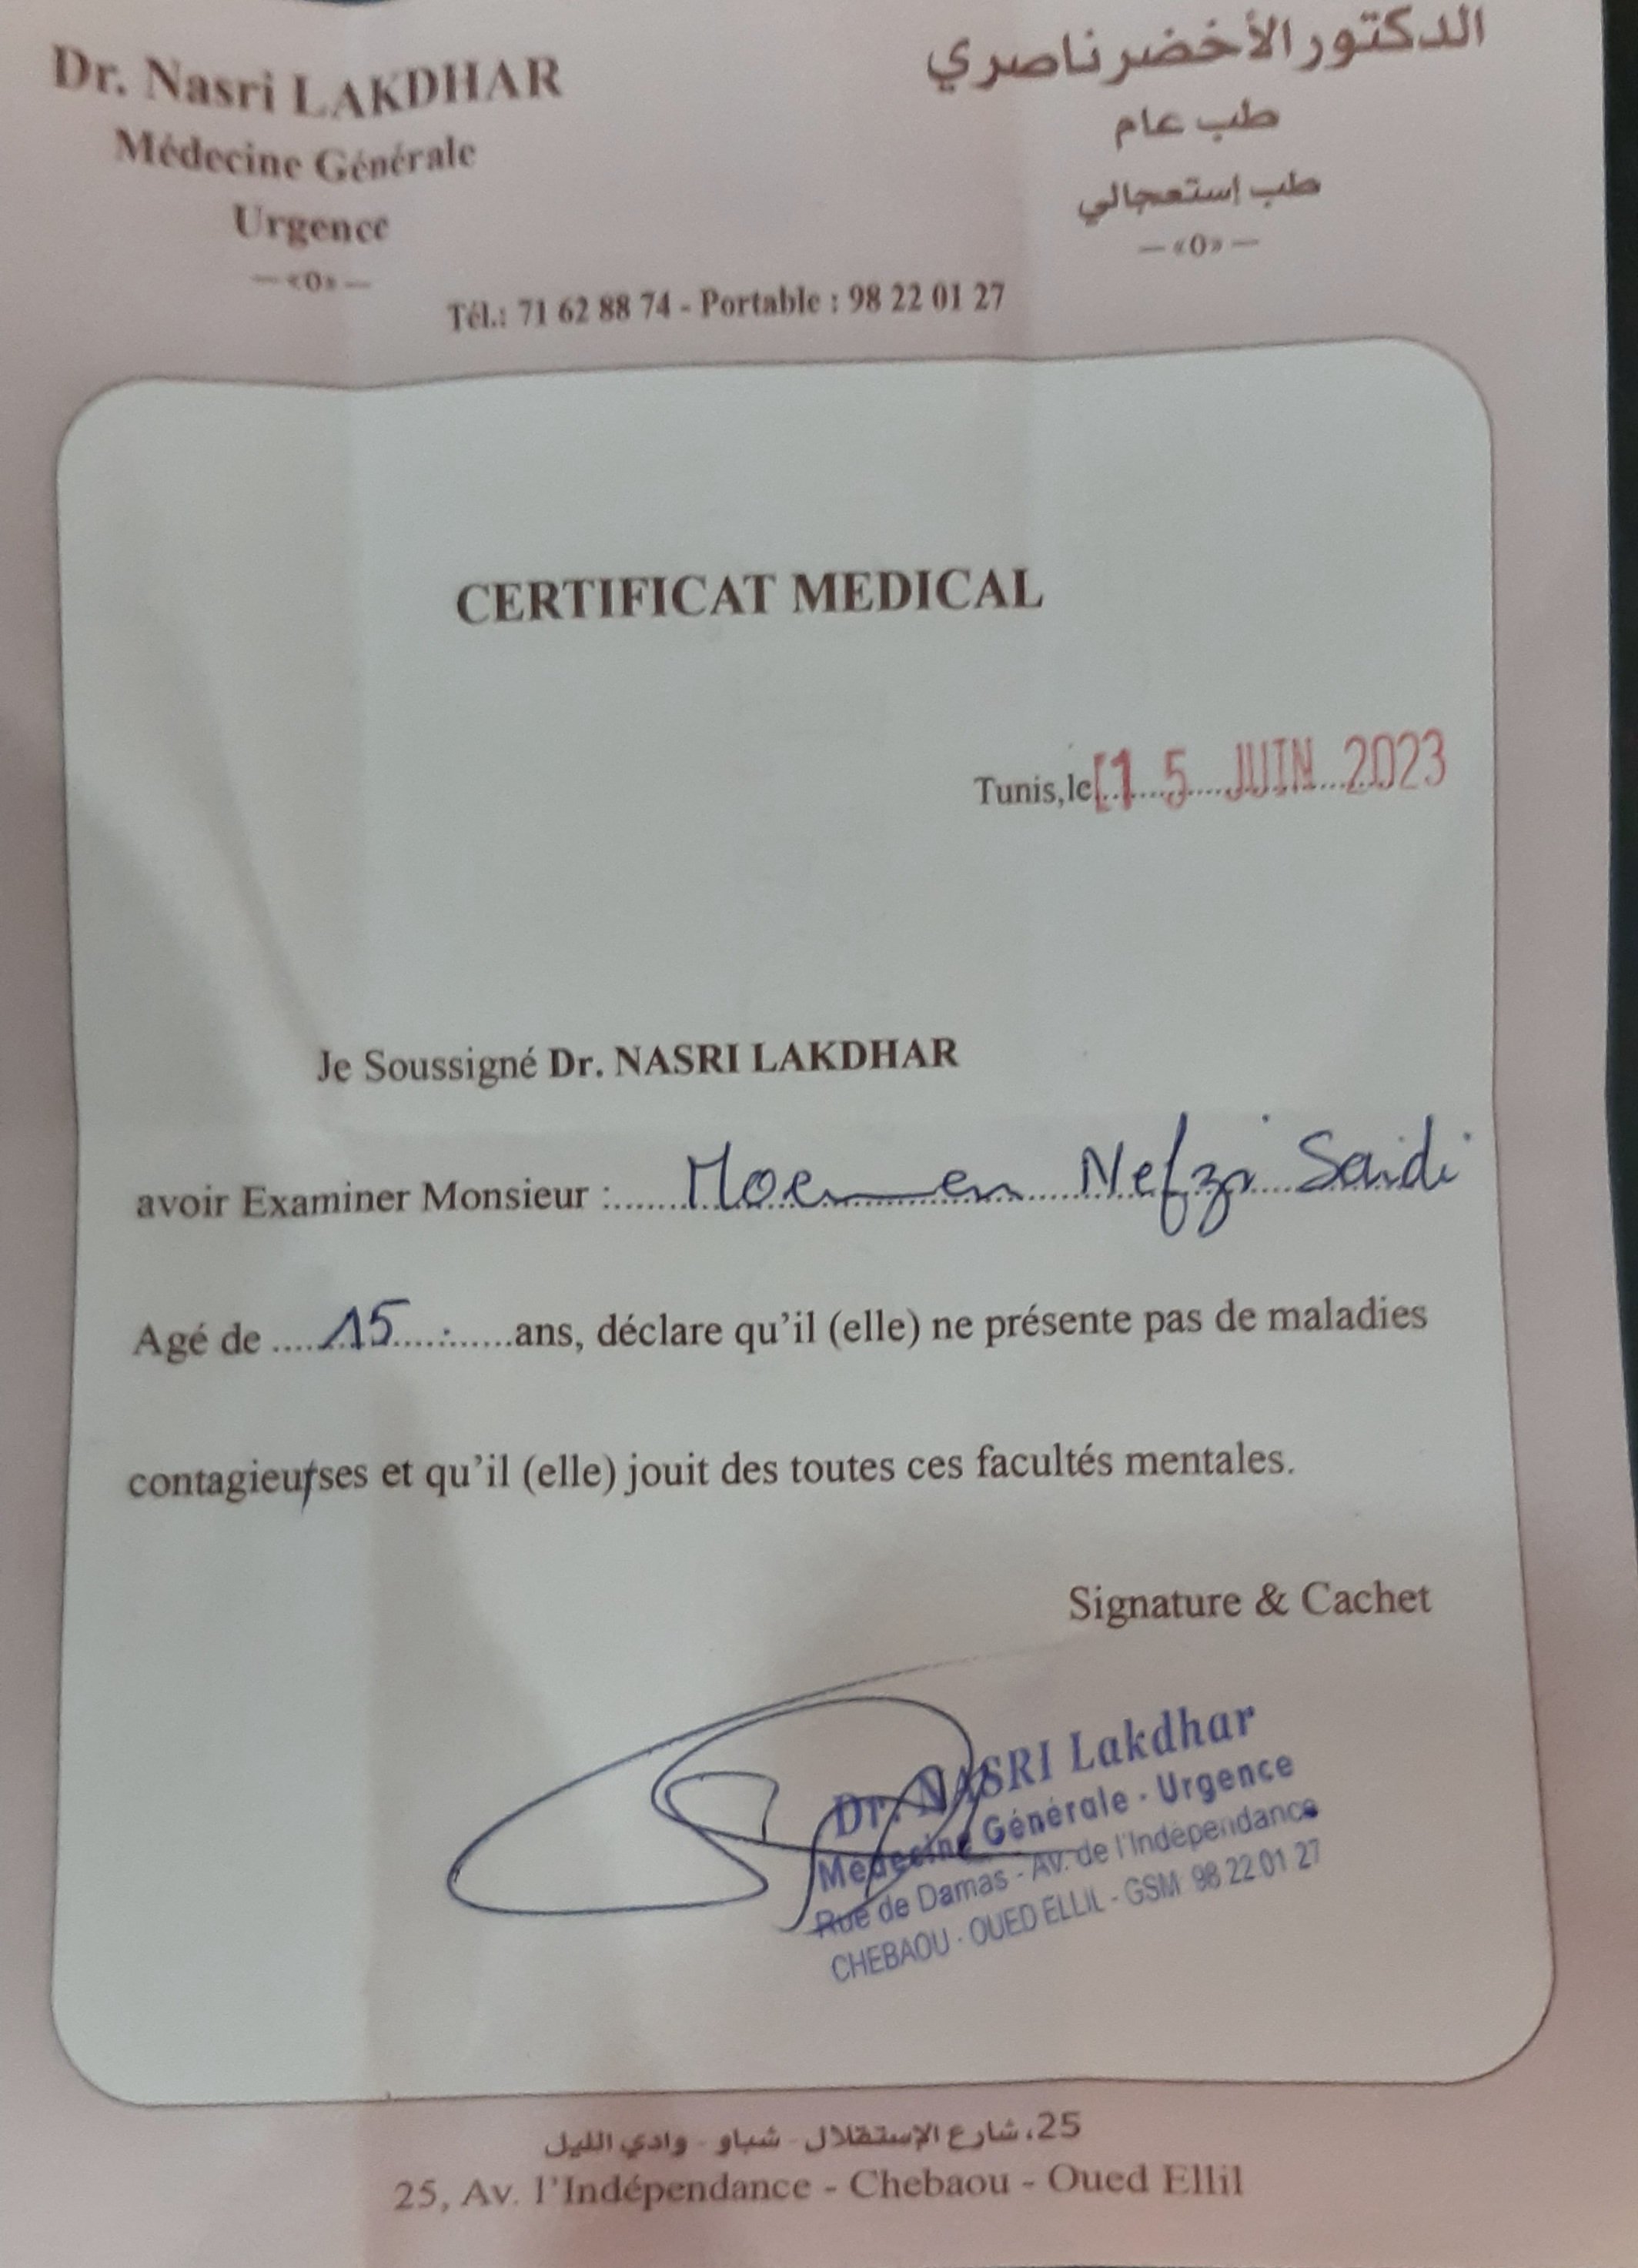 Dr. Nasri LAKDHAR
Médecine Générale
Urgence
—«0»—
الدكتور الأخضر ناصري
طب عام
طب إستعجالي
—«0»—
Tél.: 71 62 88 74 - Portable : 98 22 01 27
CERTIFICAT MEDICAL
Tunis,le 15 JUIN 2023
Je Soussigné Dr. NASRI LAKDHAR
avoir Examiner Monsieur : Moemen Nefzi Saidi
Agé de 15 ans, déclare qu'il (elle) ne présente pas de maladies
contagieurses et qu'il (elle) jouit des toutes ces facultés mentales.
Signature & Cachet
Dr. NASRI Lakdhar
Médecine Générale - Urgence
Rue de Damas - Av. de l'Indépendance
CHEBAOU - OUED ELLIL - GSM 98 22 01 27
25، شارع الإستقلال - شباو - وادي الليل
25, Av. l'Indépendance - Chebaou - Oued Ellil